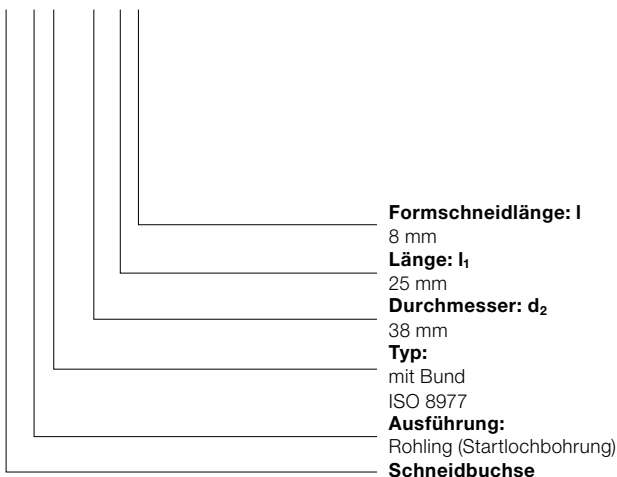 Formschneidlänge: l
8 mm
Länge: l₁
25 mm
Durchmesser: d₂
38 mm
Typ:
mit Bund
ISO 8977
Ausführung:
Rohling (Startlochbohrung)
Schneidbuchse